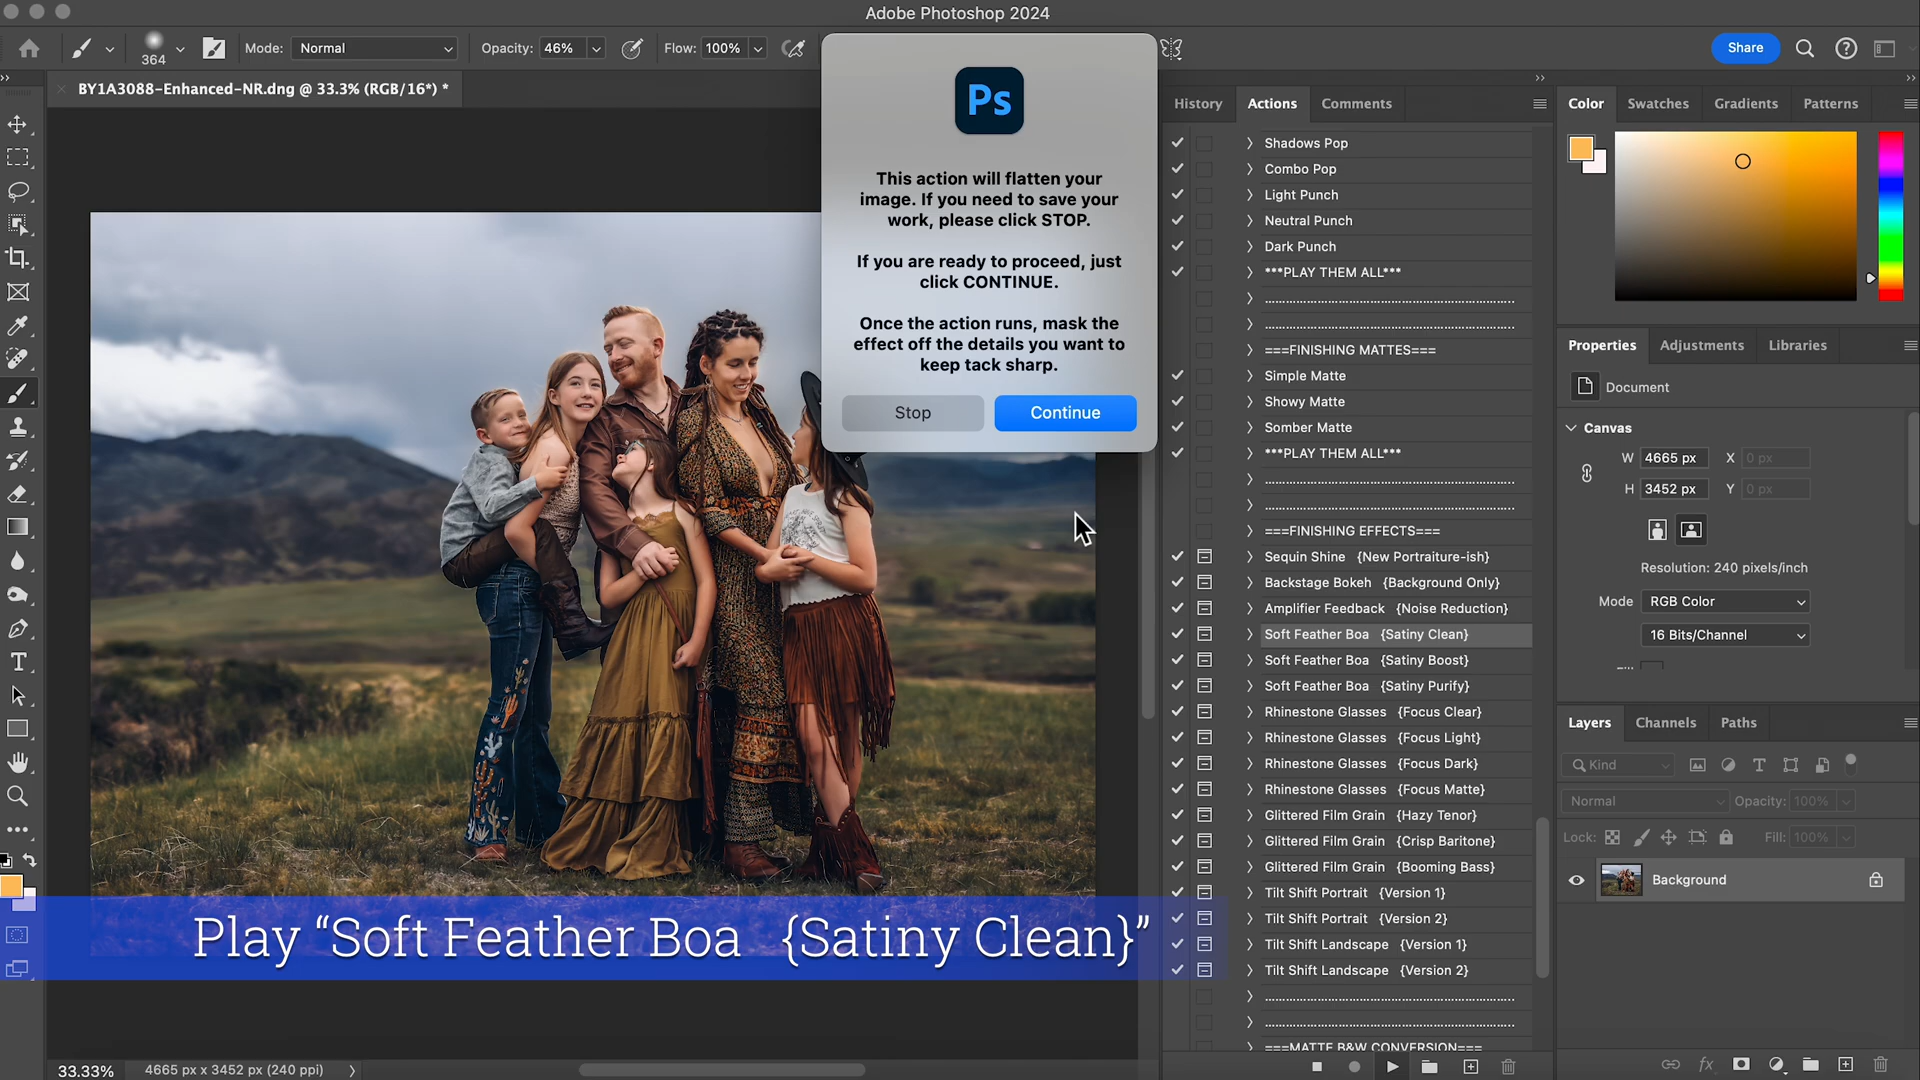 Adobe Photoshop 2024
364
Mode:
Normal
Opacity:
46%
Flow:
100%
Share
BY1A3088-Enhanced-NR.dng @ 33.3% (RGB/16*) *
Ps
This action will flatten your
image. If you need to save your
work, please click STOP.
If you are ready to proceed, just
click CONTINUE.
Once the action runs, mask the
effect off the details you want to
keep tack sharp.
Stop
Continue
History
Actions
Comments
Shadows Pop
Combo Pop
Light Punch
Neutral Punch
Dark Punch
***PLAY THEM ALL***
===FINISHING MATTES===
Simple Matte
Showy Matte
Somber Matte
***PLAY THEM ALL***
===FINISHING EFFECTS===
Sequin Shine {New Portraiture-ish}
Backstage Bokeh {Background Only}
Amplifier Feedback {Noise Reduction}
Soft Feather Boa {Satiny Clean}
Soft Feather Boa {Satiny Boost}
Soft Feather Boa {Satiny Purify}
Rhinestone Glasses {Focus Clear}
Rhinestone Glasses {Focus Light}
Rhinestone Glasses {Focus Dark}
Rhinestone Glasses {Focus Matte}
Glittered Film Grain {Hazy Tenor}
Glittered Film Grain {Crisp Baritone}
Glittered Film Grain {Booming Bass}
Tilt Shift Portrait {Version 1}
Tilt Shift Portrait {Version 2}
Tilt Shift Landscape {Version 1}
Tilt Shift Landscape {Version 2}
===MATTE B&W CONVERSION===
Color
Swatches
Gradients
Patterns
Properties
Adjustments
Libraries
Document
Canvas
W 4665 px X 0 px
H 3452 px Y 0 px
Resolution: 240 pixels/inch
Mode RGB Color
16 Bits/Channel
Fill
Layers
Channels
Paths
Kind
Normal
Opacity: 100%
Lock:
Fill: 100%
Background
Play “Soft Feather Boa {Satiny Clean}”
33.33%
4665 px x 3452 px (240 ppi)